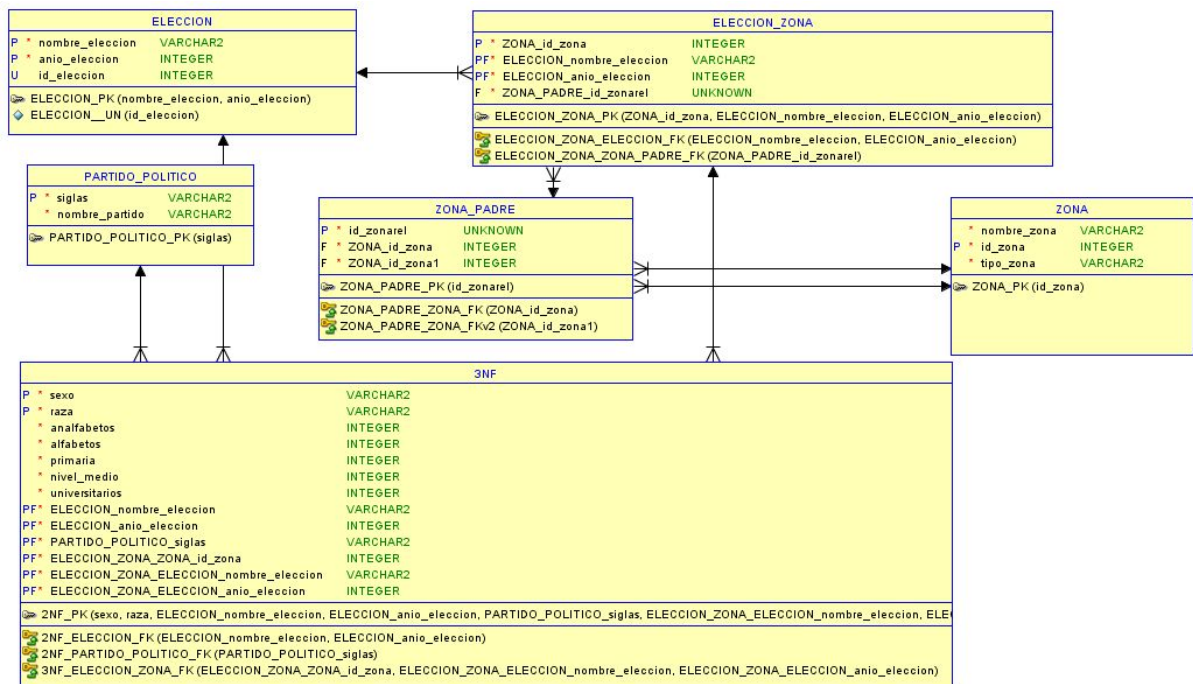 ELECCION
P * nombre_eleccion VARCHAR2
P * anio_eleccion INTEGER
U id_eleccion INTEGER
ELECCION_PK (nombre_eleccion, anio_eleccion)
ELECCION__UN (id_eleccion)
ELECCION_ZONA
P * ZONA_id_zona INTEGER
PF* ELECCION_nombre_eleccion VARCHAR2
PF* ELECCION_anio_eleccion INTEGER
F * ZONA_PADRE_id_zonarel UNKNOWN
ELECCION_ZONA_PK (ZONA_id_zona, ELECCION_nombre_eleccion, ELECCION_anio_eleccion)
ELECCION_ZONA_ELECCION_FK (ELECCION_nombre_eleccion, ELECCION_anio_eleccion)
ELECCION_ZONA_ZONA_PADRE_FK (ZONA_PADRE_id_zonarel)
PARTIDO_POLITICO
P * siglas VARCHAR2
* nombre_partido VARCHAR2
PARTIDO_POLITICO_PK (siglas)
ZONA_PADRE
P * id_zonarel UNKNOWN
F * ZONA_id_zona INTEGER
F * ZONA_id_zona1 INTEGER
ZONA_PADRE_PK (id_zonarel)
ZONA_PADRE_ZONA_FK (ZONA_id_zona)
ZONA_PADRE_ZONA_FKv2 (ZONA_id_zona1)
ZONA
* nombre_zona VARCHAR2
P * id_zona INTEGER
* tipo_zona VARCHAR2
ZONA_PK (id_zona)
3NF
P * sexo VARCHAR2
P * raza VARCHAR2
* analfabetos INTEGER
* alfabetos INTEGER
* primaria INTEGER
* nivel_medio INTEGER
* universitarios INTEGER
PF* ELECCION_nombre_eleccion VARCHAR2
PF* ELECCION_anio_eleccion INTEGER
PF* PARTIDO_POLITICO_siglas VARCHAR2
PF* ELECCION_ZONA_ZONA_id_zona INTEGER
PF* ELECCION_ZONA_ELECCION_nombre_eleccion VARCHAR2
PF* ELECCION_ZONA_ELECCION_anio_eleccion INTEGER
2NF_PK (sexo, raza, ELECCION_nombre_eleccion, ELECCION_anio_eleccion, PARTIDO_POLITICO_siglas, ELECCION_ZONA_ELECCION_nombre_eleccion, ELE
2NF_ELECCION_FK (ELECCION_nombre_eleccion, ELECCION_anio_eleccion)
2NF_PARTIDO_POLITICO_FK (PARTIDO_POLITICO_siglas)
3NF_ELECCION_ZONA_FK (ELECCION_ZONA_ZONA_id_zona, ELECCION_ZONA_ELECCION_nombre_eleccion, ELECCION_ZONA_ELECCION_anio_eleccion)